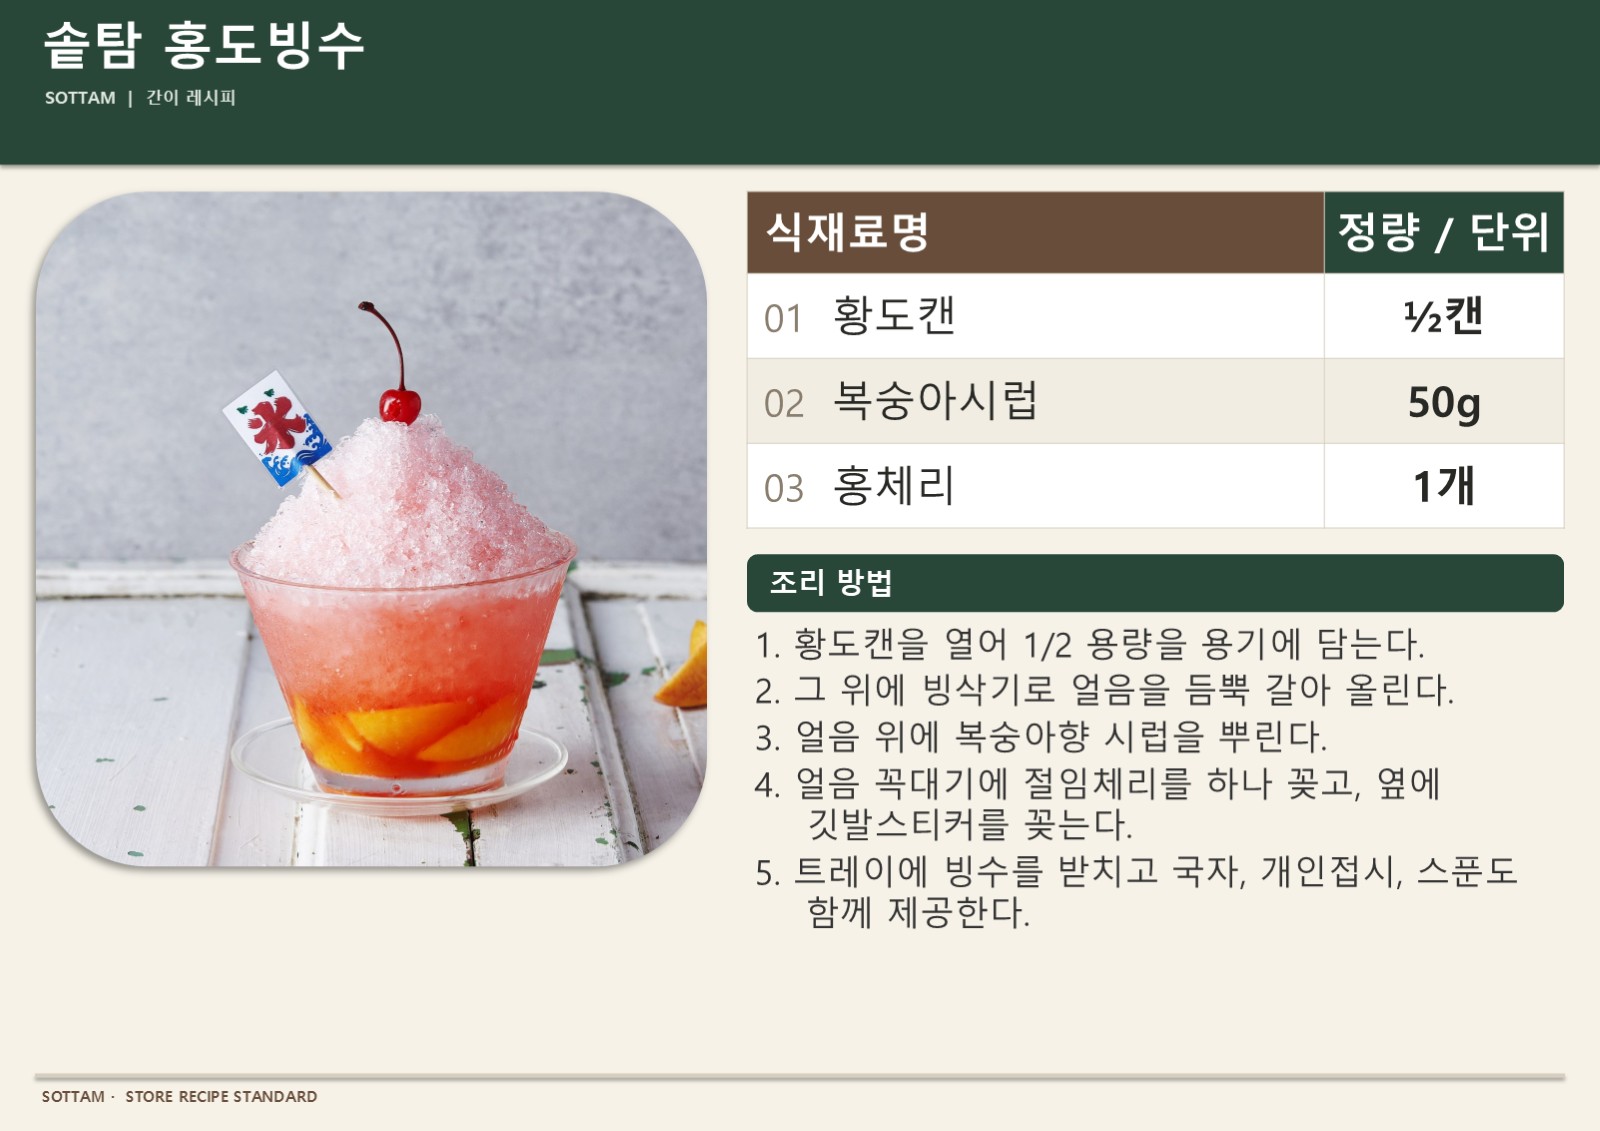 솥탐 홍도빙수
SOTTAM | 간이 레시피
식재료명 정량 / 단위
01 황도캔 ½캔
02 복숭아시럽 50g
03 홍체리 1개
氷
조리 방법
1. 황도캔을 열어 1/2 용량을 용기에 담는다.
2. 그 위에 빙삭기로 얼음을 듬뿍 갈아 올린다.
3. 얼음 위에 복숭아향 시럽을 뿌린다.
4. 얼음 꼭대기에 절임체리를 하나 꽂고, 옆에
깃발스티커를 꽂는다.
5. 트레이에 빙수를 받치고 국자, 개인접시, 스푼도
함께 제공한다.
SOTTAM · STORE RECIPE STANDARD